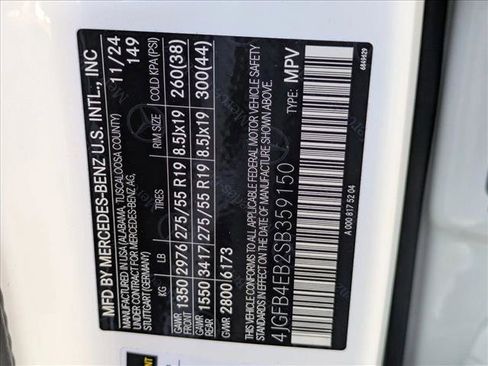 MFD BY MERCEDES-BENZ U.S. INTL., INC
MANUFACTURED IN/USA (ALABAMA, TUSCALOOSA COUNTY)
UNDER CONTRACT BY MERCEDES-BENZ AG,
STUTTGART (GERMANY)
11/24
149
KG LB TIRES RIM SIZE COLD KPA (PSI)
GAWR FRONT 1350 2976 275/55 R19 8.5Jx19 260(38)
GAWR REAR 1550 3417 275/55 R19 8.5Jx19 300(44)
GVWR 2800 6173
THIS VEHICLE CONFORMS TO ALL APPLICABLE FEDERAL MOTOR VEHICLE SAFETY
STANDARDS IN EFFECT ON THE DATE OF MANUFACTURE SHOWN ABOVE.
4JGFB4EB2SB359150 TYPE: MPV
A 000 817 52 04